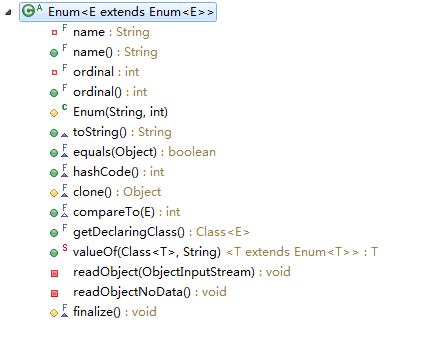 Enum<E extends Enum<E>>
name : String
name() : String
ordinal : int
ordinal() : int
Enum(String, int)
toString() : String
equals(Object) : boolean
hashCode() : int
clone() : Object
compareTo(E) : int
getDeclaringClass() : Class<E>
valueOf(Class<T>, String) <T extends Enum<T>> : T
readObject(ObjectInputStream) : void
readObjectNoData() : void
finalize() : void